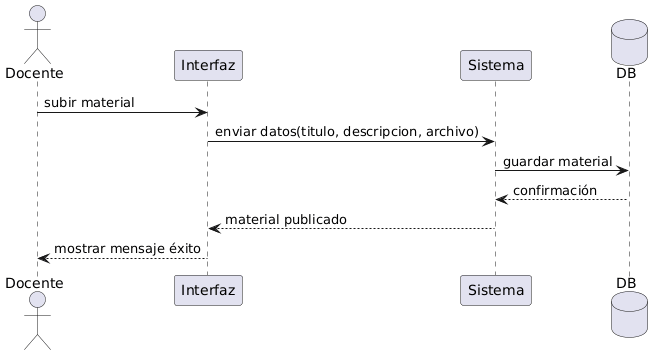 Docente
Interfaz
Sistema
DB
subir material
enviar datos(titulo, descripcion, archivo)
guardar material
confirmación
material publicado
mostrar mensaje éxito
Docente
Interfaz
Sistema
DB